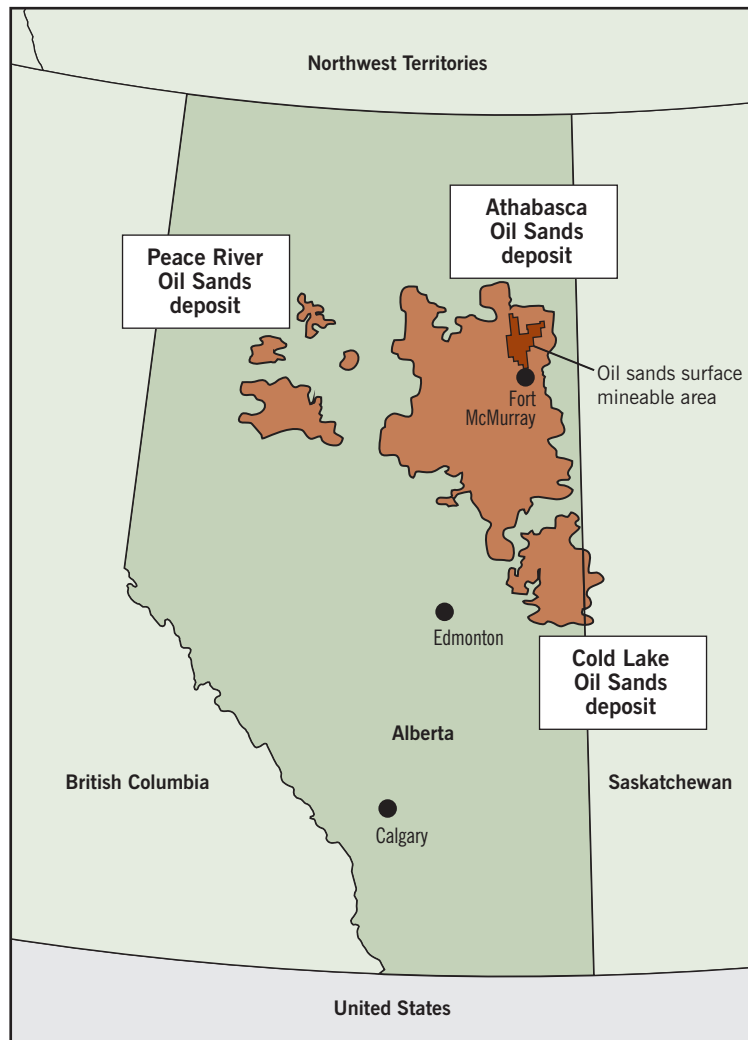 Northwest Territories
Athabasca
Oil Sands
deposit
Peace River
Oil Sands
deposit
Oil sands surface
mineable area
Fort
McMurray
Edmonton
Cold Lake
Oil Sands
deposit
Alberta
British Columbia
Saskatchewan
Calgary
United States